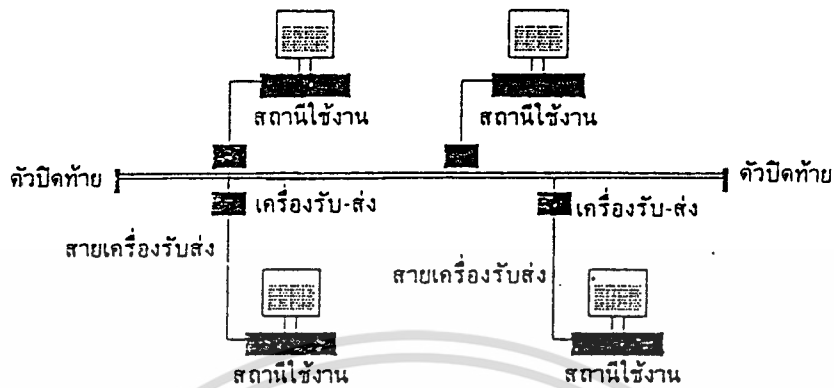 สถานีใช้งาน
สถานีใช้งาน
ตัวปิดท้าย
ตัวปิดท้าย
เครื่องรับ-ส่ง
เครื่องรับ-ส่ง
สายเครื่องรับส่ง
สายเครื่องรับส่ง
สถานีใช้งาน
สถานีใช้งาน